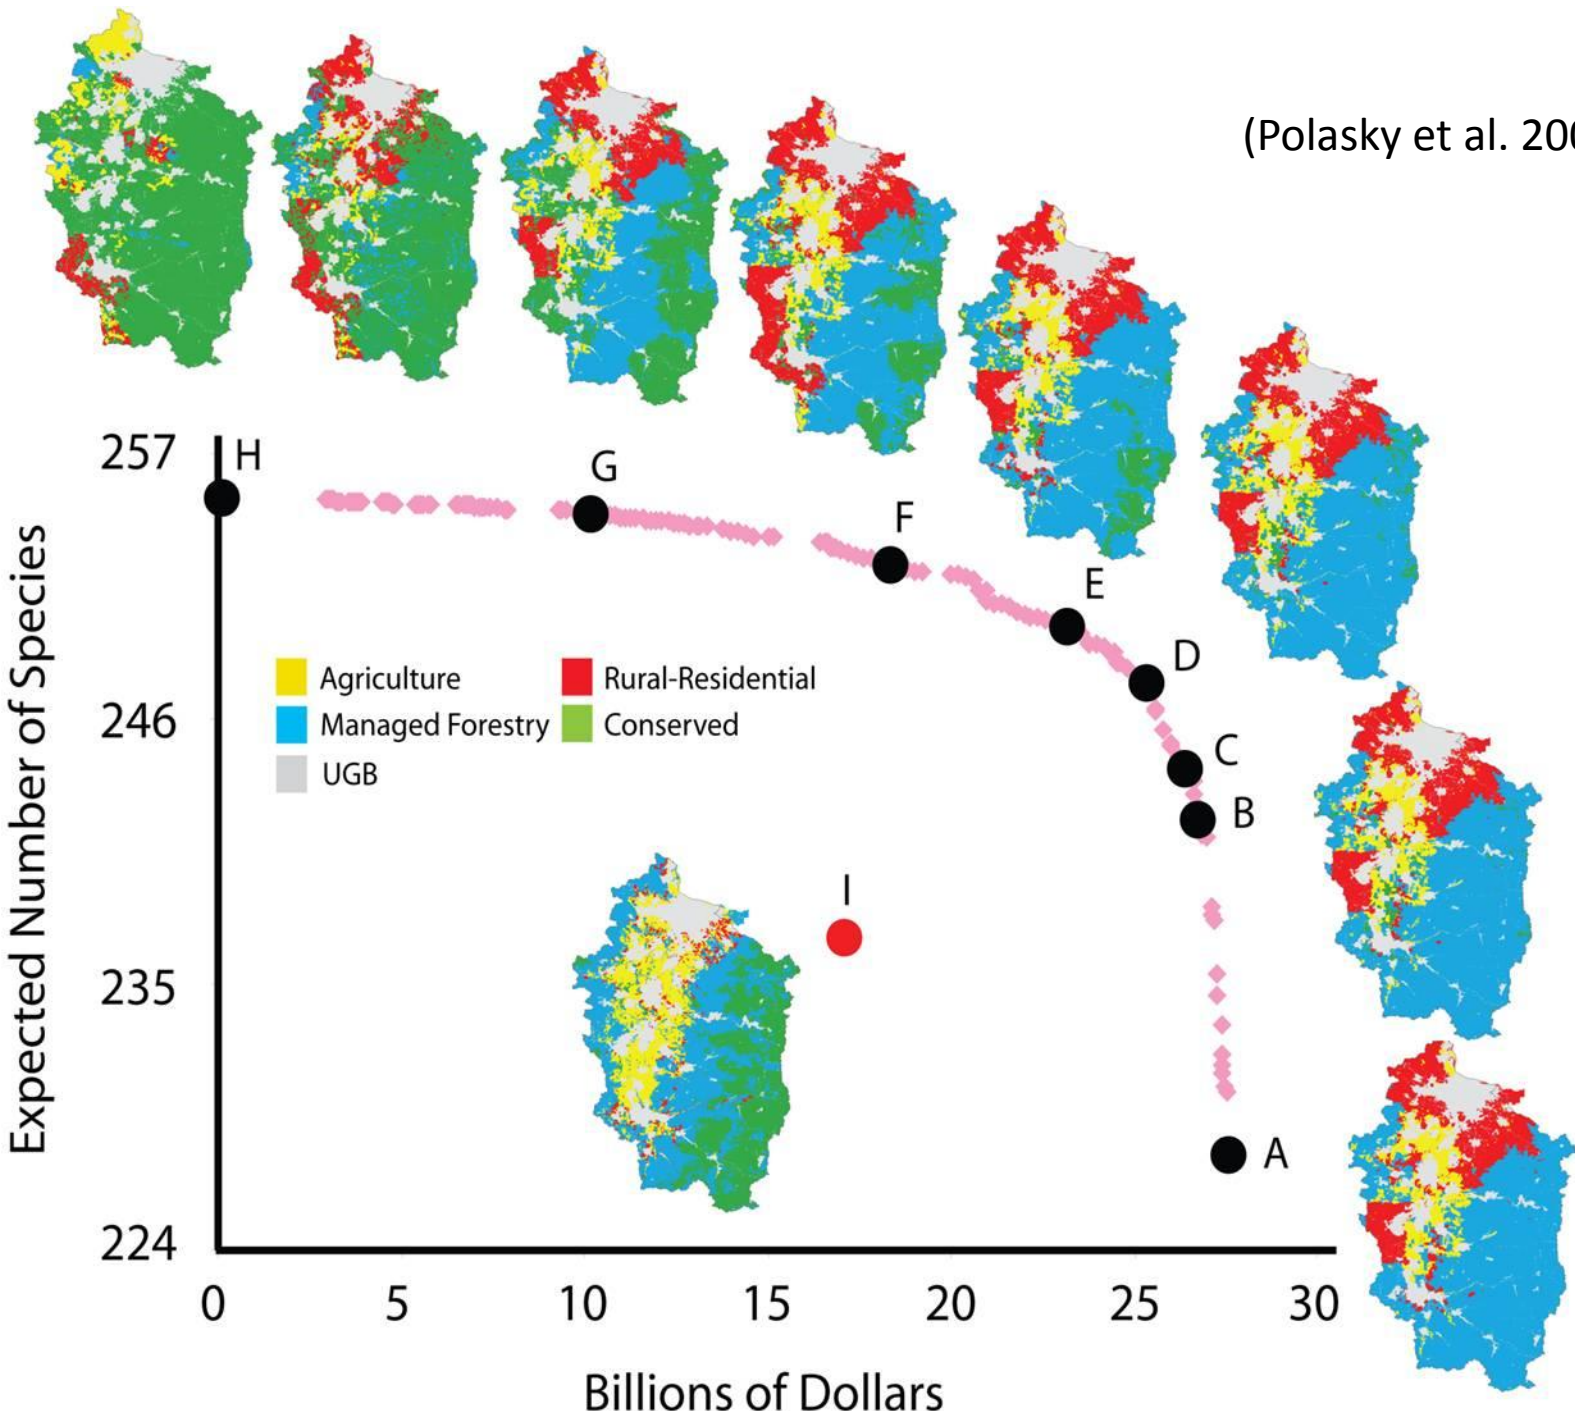 (Polasky et al. 200
257
H
G
F
E
D
Agriculture
Rural-Residential
246
Managed Forestry
Conserved
C
UGB
B
I
235
A
224
0
5
10
15
20
25
30
Expected Number of Species
Billions of Dollars